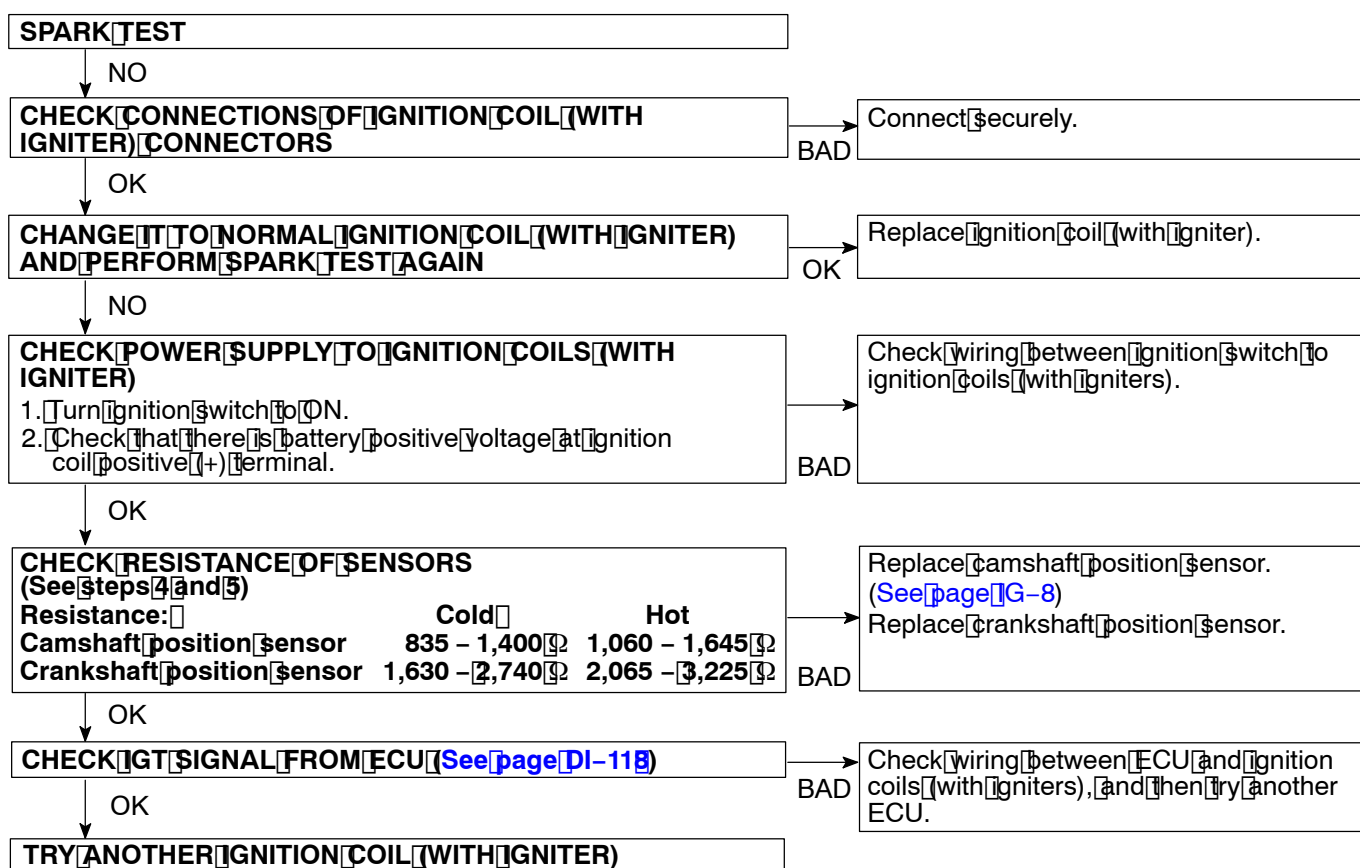 SPARK TEST
NO
CHECK CONNECTIONS OF IGNITION COIL (WITH
IGNITER) CONNECTORS
BAD
Connect securely.
OK
CHANGE IT TO NORMAL IGNITION COIL (WITH IGNITER)
AND PERFORM SPARK TEST AGAIN
OK
Replace ignition coil (with igniter).
NO
CHECK POWER SUPPLY TO IGNITION COILS (WITH
IGNITER)
1. Turn ignition switch to ON.
2. Check that there is battery positive voltage at ignition
coil positive (+) terminal.
BAD
Check wiring between ignition switch to
ignition coils (with igniters).
OK
CHECK RESISTANCE OF SENSORS
(See steps 4 and 5)
Resistance: Cold Hot
Camshaft position sensor 835 – 1,400 Ω 1,060 – 1,645 Ω
Crankshaft position sensor 1,630 – 2,740 Ω 2,065 – 3,225 Ω
BAD
Replace camshaft position sensor.
(See page IG–8)
Replace crankshaft position sensor.
OK
CHECK IGT SIGNAL FROM ECU (See page DI–118)
BAD
Check wiring between ECU and ignition
coils (with igniters), and then try another
ECU.
OK
TRY ANOTHER IGNITION COIL (WITH IGNITER)